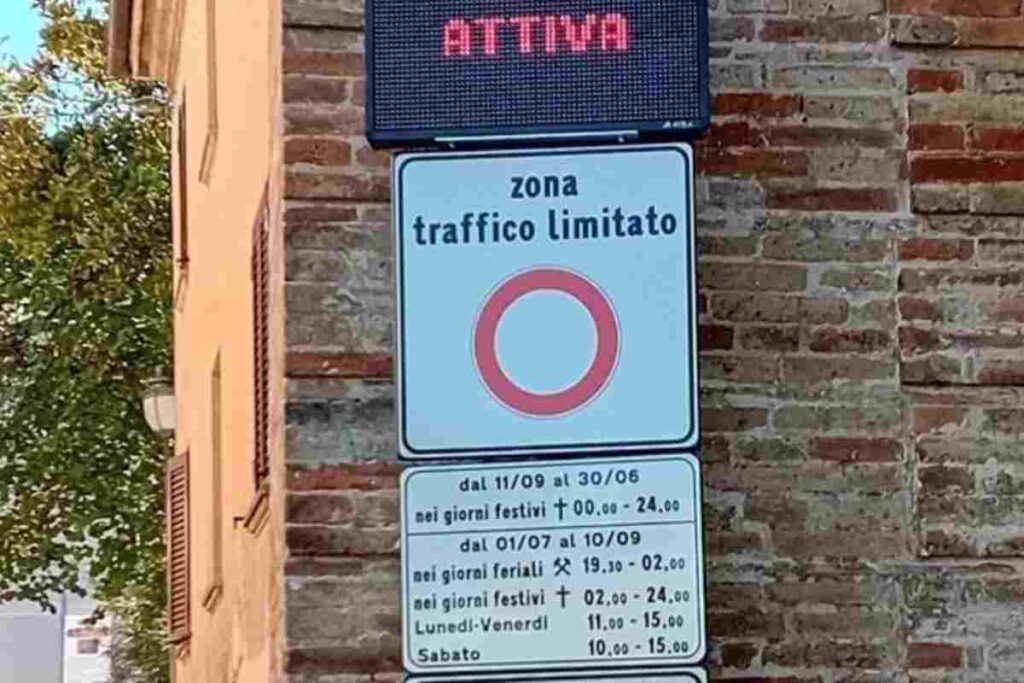 ATTIVA
zona
traffico limitato
dal 11/09 al 30/06
nei giorni festivi ✝ 00,00 - 24,00
dal 01/07 al 10/09
nei giorni feriali ⚒ 19,30 - 02,00
nei giorni festivi ✝ 02,00 - 24,00
Lunedì-Venerdì 11,00 - 15,00
Sabato 10,00 - 15,00